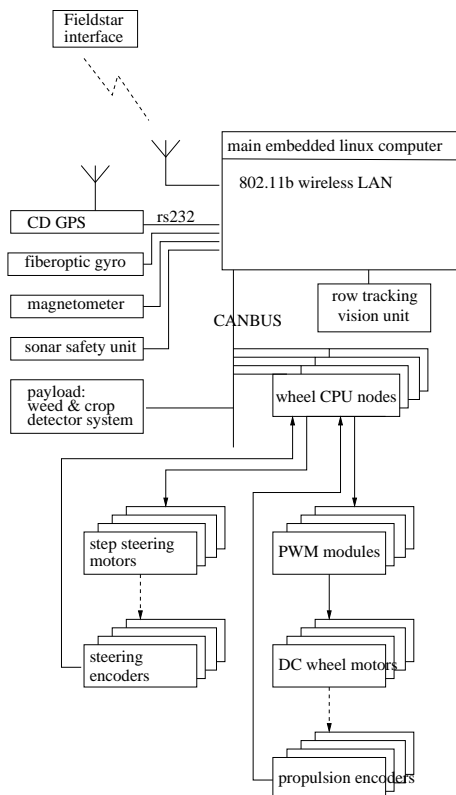 Fieldstar
interface
main embedded linux computer
802.11b wireless LAN
CD GPS
rs232
fiberoptic gyro
magnetometer
row tracking
vision unit
CANBUS
sonar safety unit
payload:
weed & crop
detector system
wheel CPU nodes
step steering
motors
PWM modules
steering
encoders
DC wheel motors
propulsion encoders